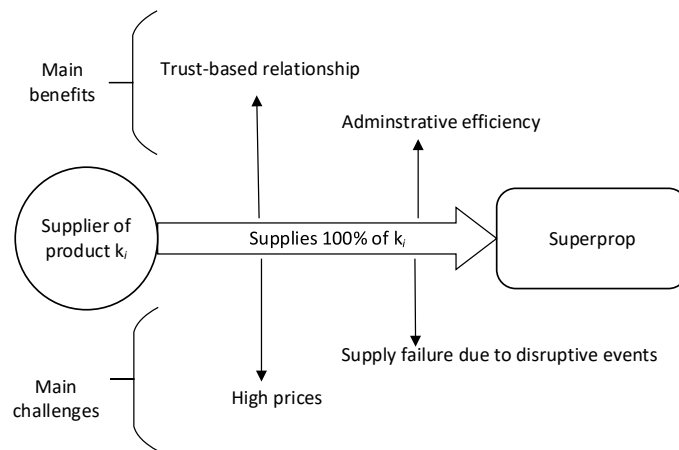 Main
benefits
Trust-based relationship
Adminstrative efficiency
Supplier of
product kᵢ
Supplies 100% of kᵢ
Superprop
Supply failure due to disruptive events
Main
challenges
High prices